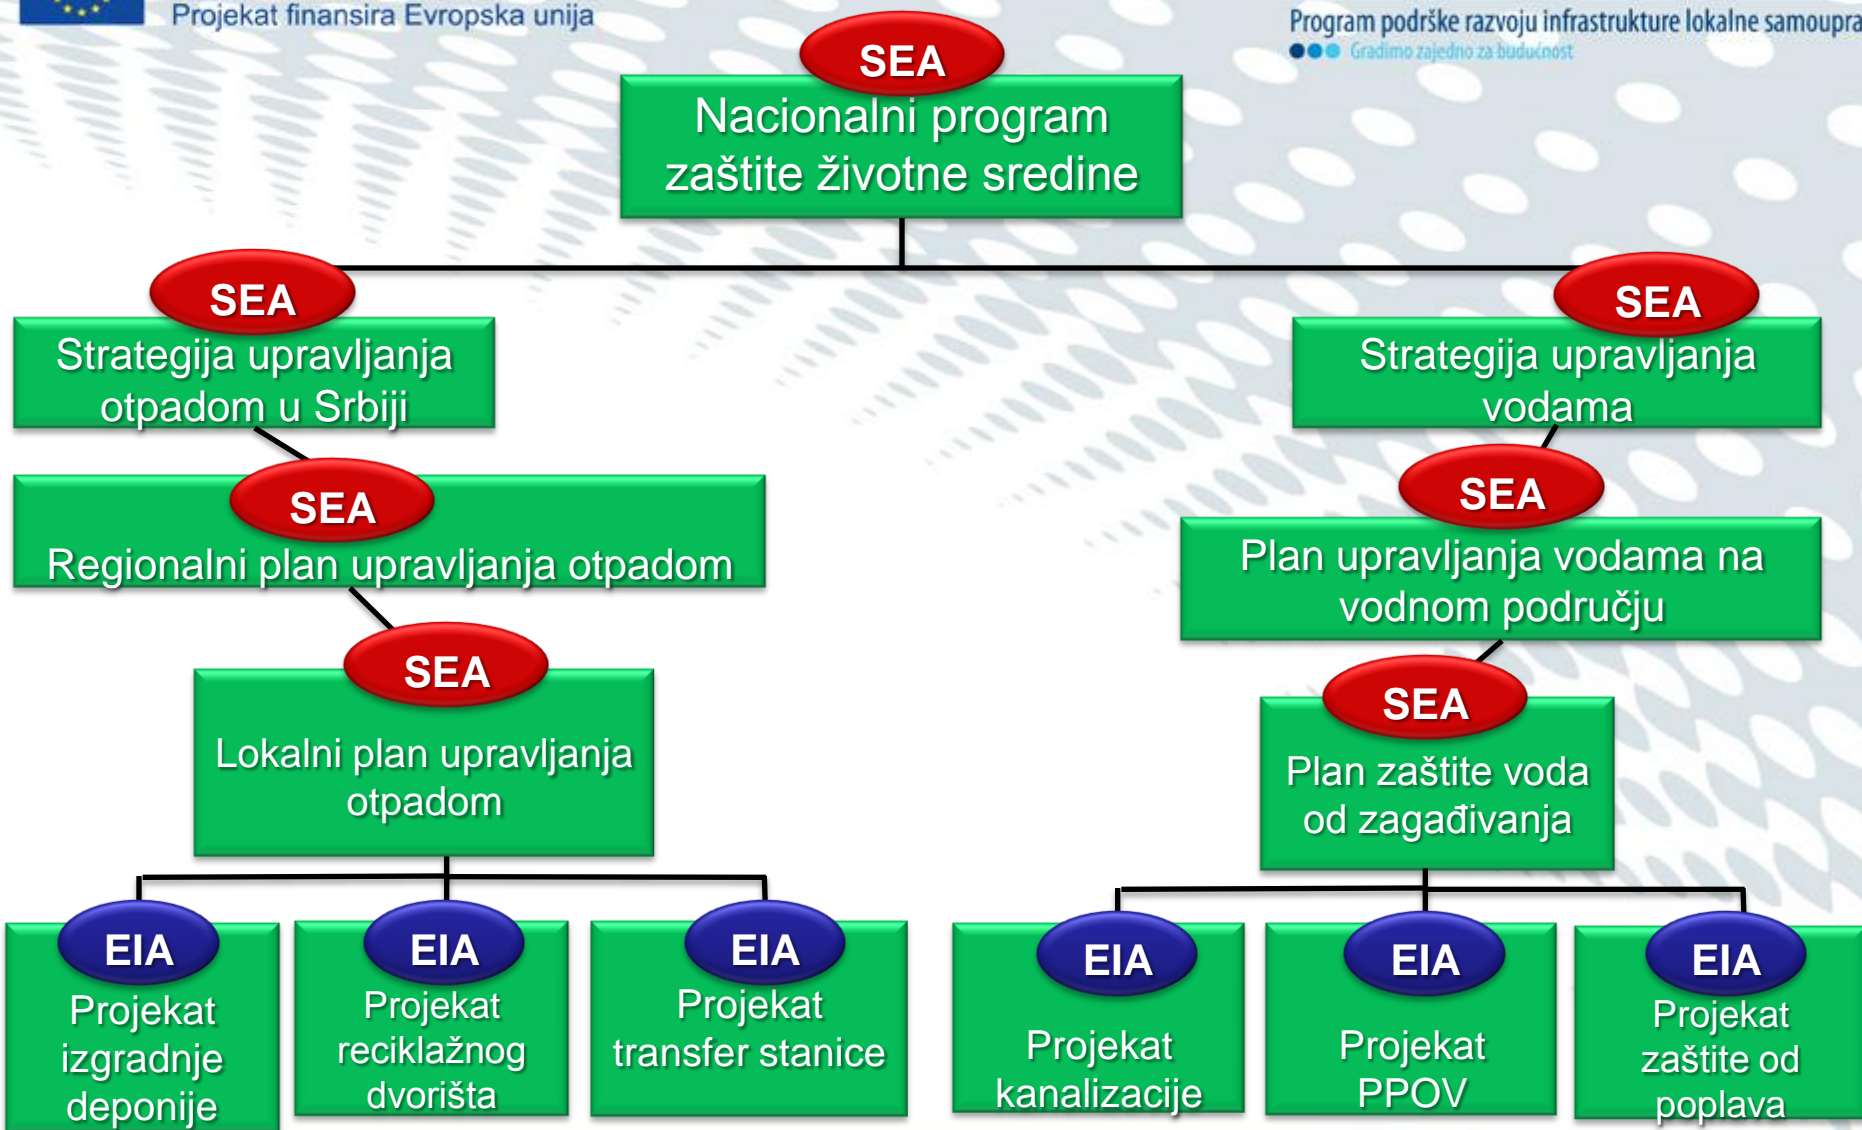 Projekat finansira Evropska unija
Program podrške razvoju infrastrukture lokalne samoupra
Gradimo zajedno za budućnost
SEA
Nacionalni program
zaštite životne sredine
SEA
Strategija upravljanja
otpadom u Srbiji
SEA
Strategija upravljanja
vodama
SEA
Regionalni plan upravljanja otpadom
SEA
Plan upravljanja vodama na
vodnom području
SEA
Lokalni plan upravljanja
otpadom
SEA
Plan zaštite voda
od zagađivanja
EIA
Projekat
izgradnje
deponije
EIA
Projekat
reciklažnog
dvorišta
EIA
Projekat
transfer stanice
EIA
Projekat
kanalizacije
EIA
Projekat
PPOV
EIA
Projekat
zaštite od
poplava